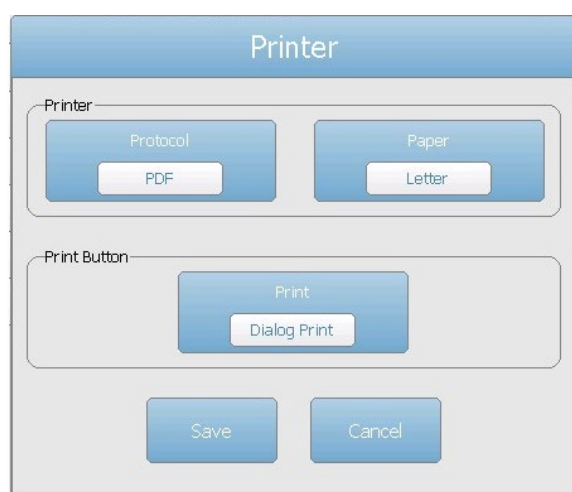 Printer
Printer
Protocol Paper
PDF Letter
Print Button
Print
Dialog Print
Save Cancel